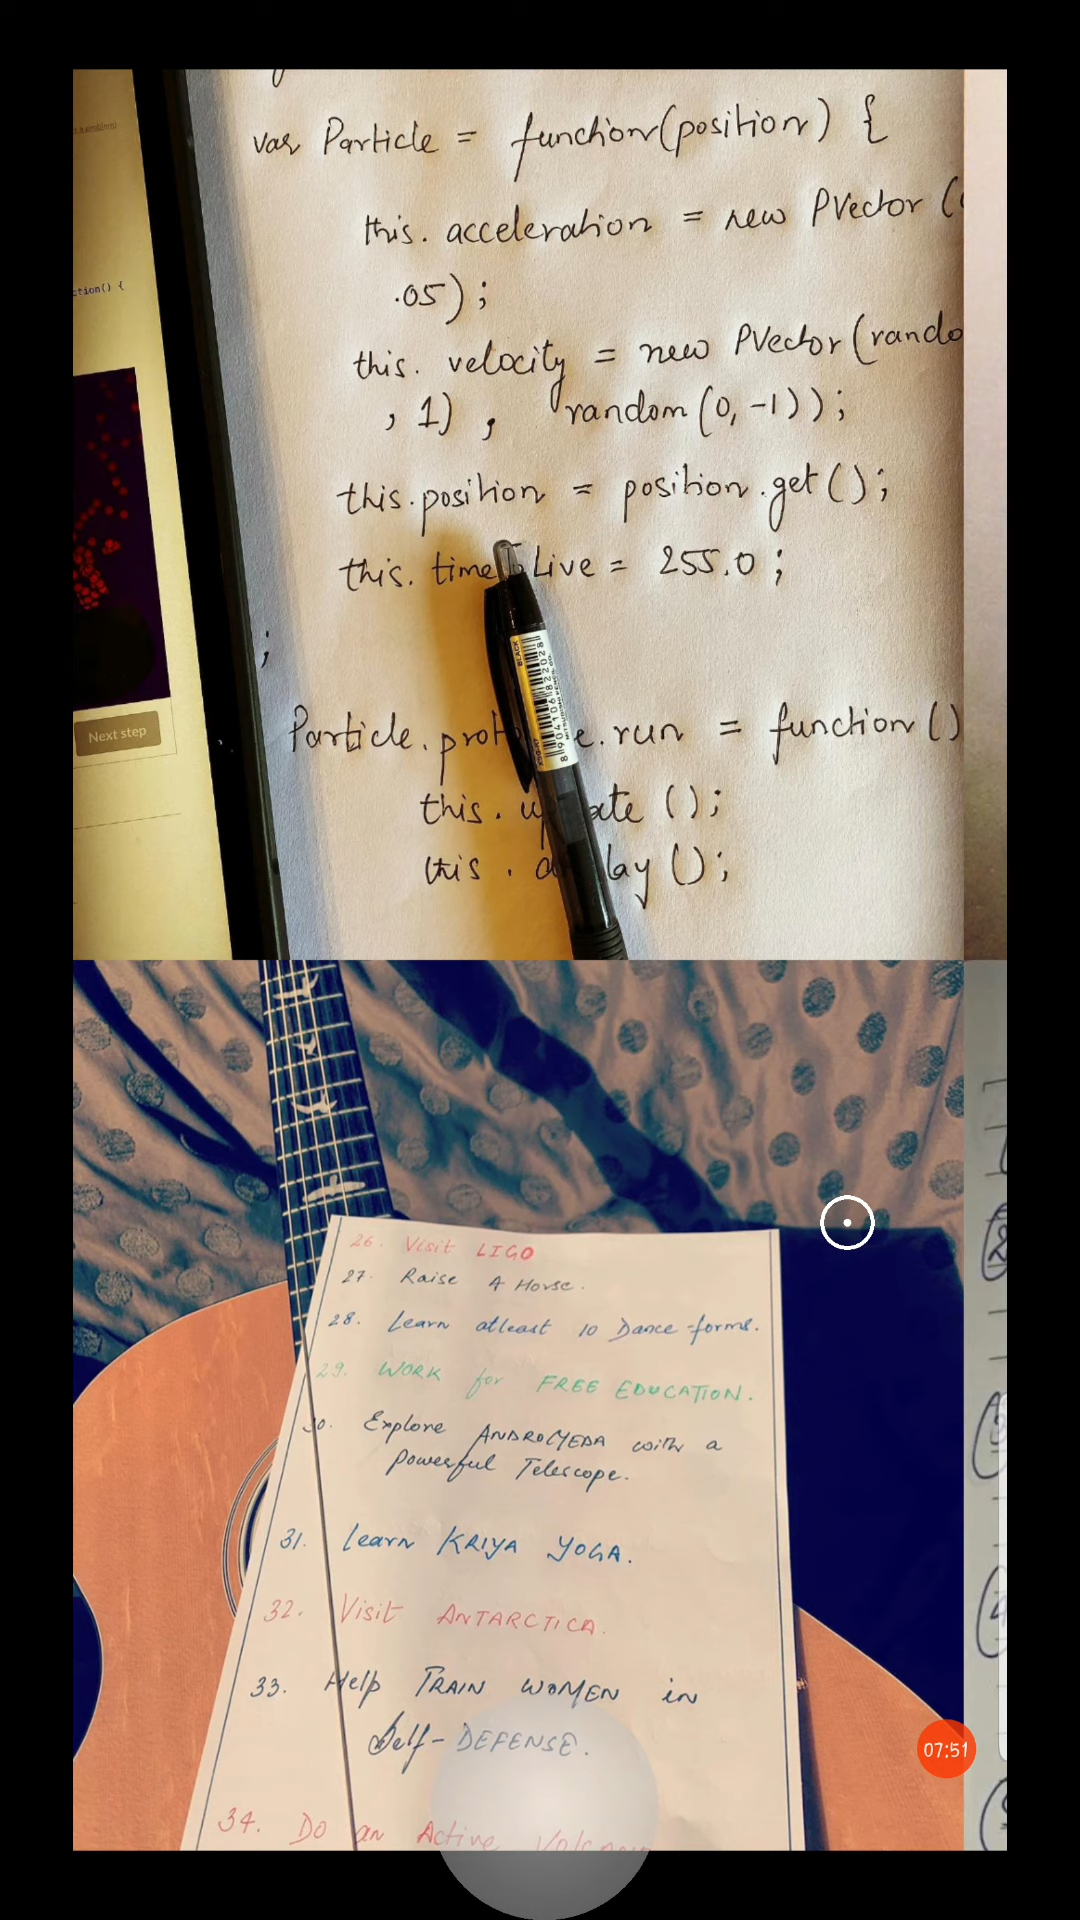 var Particle = function(position) {
this. acceleration = new PVector (
.05) ;
this. velocity = new PVector(rando
, 1) , random (0, -1)) ;
this.position = position.get() ;
this. time Live = 255.0 ;
;
Particle. run = function ()
this. ();
this . ();
ction() {
Next step
BLACK
8904106822028
26. Visit LIGO
27. Raise A Horse.
28. Learn atleast 10 Dance-forms.
29. WORK for FREE EDUCATION.
30. Explore ANDROMEDA with a
Powerful Telescope.
31. Learn KRIYA YOGA.
32. Visit ANTARCTICA.
33. Help TRAIN WOMEN in
Self-DEFENSE.
34. Do an Active
07:51